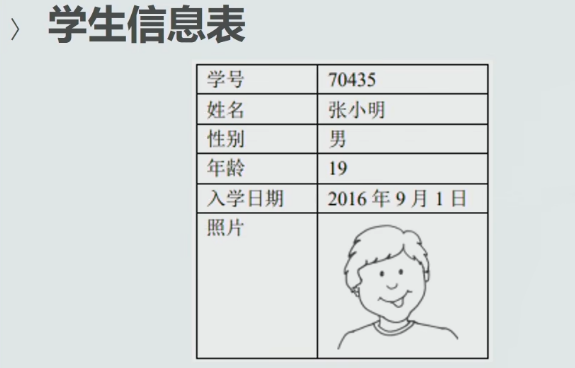 〉 学生信息表
学号 70435
姓名 张小明
性别 男
年龄 19
入学日期 2016 年 9 月 1 日
照片